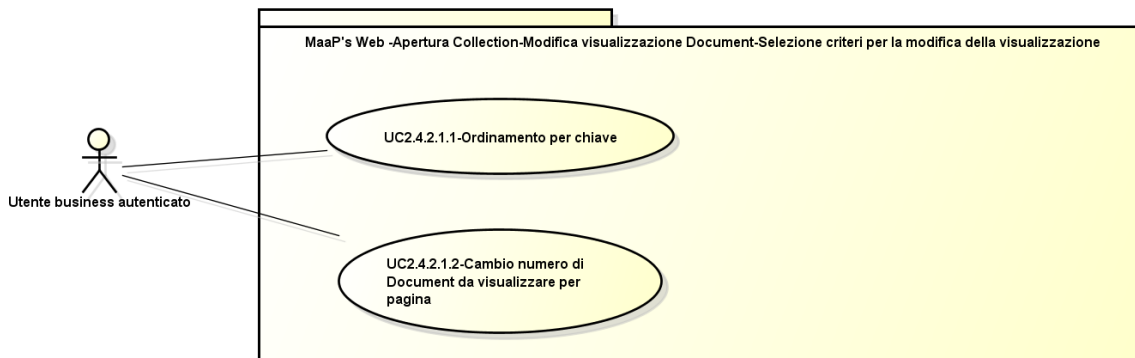 MaaP's Web -Apertura Collection-Modifica visualizzazione Document-Selezione criteri per la modifica della visualizzazione
UC2.4.2.1.1-Ordinamento per chiave
Utente business autenticato
UC2.4.2.1.2-Cambio numero di
Document da visualizzare per
pagina